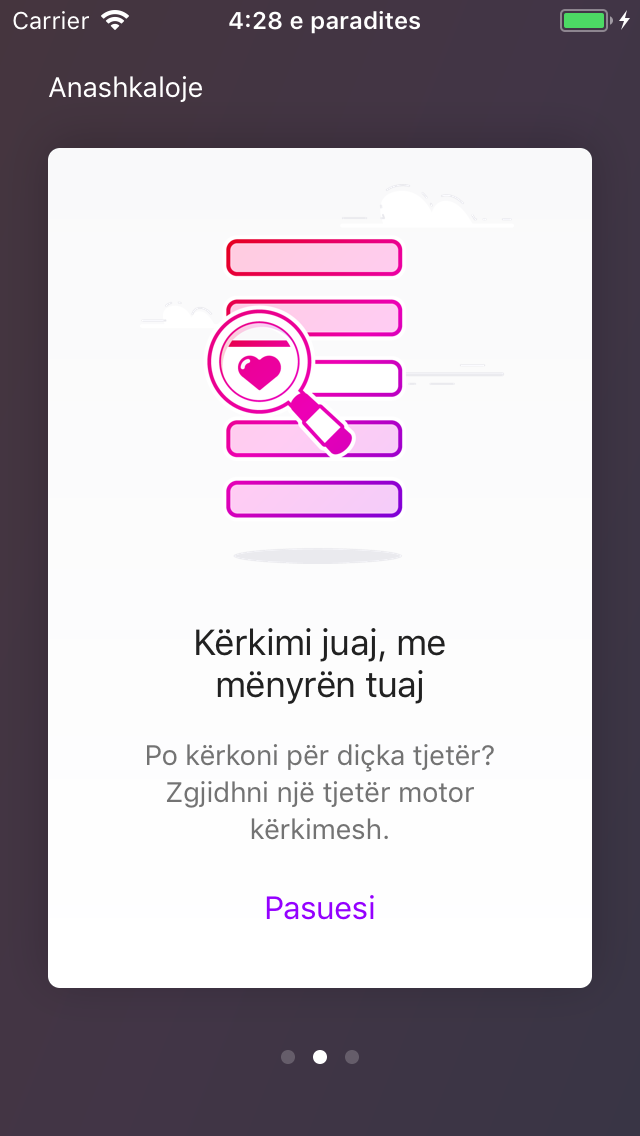 Carrier
4:28 e paradites
Anashkaloje
Kërkimi juaj, me
mënyrën tuaj
Po kërkoni për diçka tjetër?
Zgjidhni një tjetër motor
kërkimesh.
Pasuesi